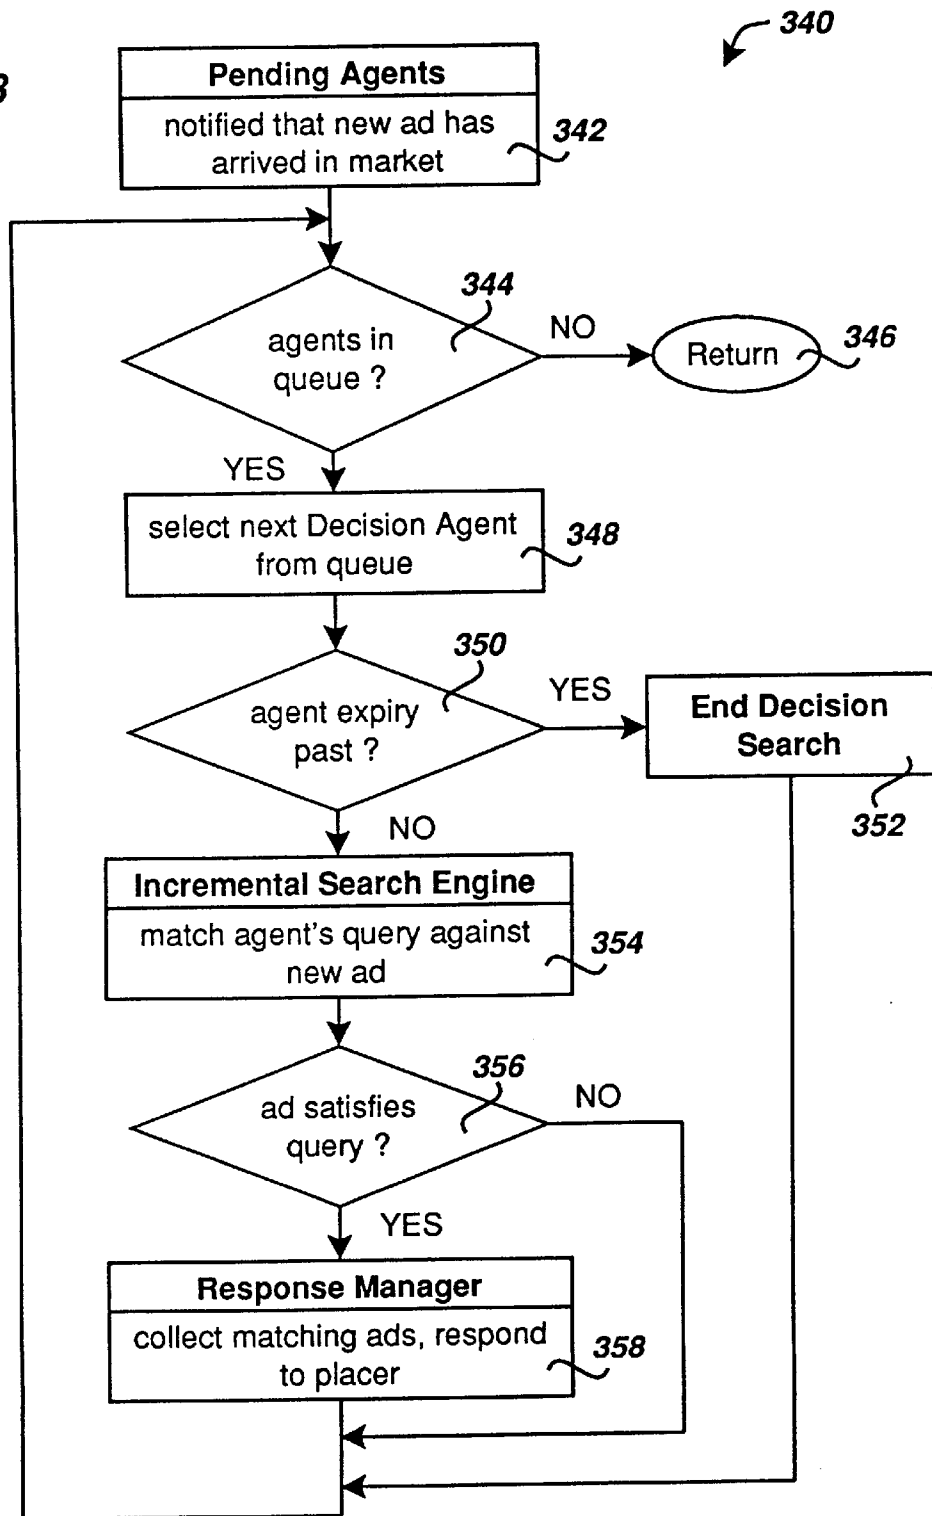 340
3
Pending Agents
notified that new ad has
arrived in market
342
344
agents in
queue ?
NO
Return
346
YES
select next Decision Agent
from queue
348
350
agent expiry
past ?
YES
End Decision
Search
352
NO
Incremental Search Engine
match agent's query against
new ad
354
356
ad satisfies
query ?
NO
YES
Response Manager
collect matching ads, respond
to placer
358